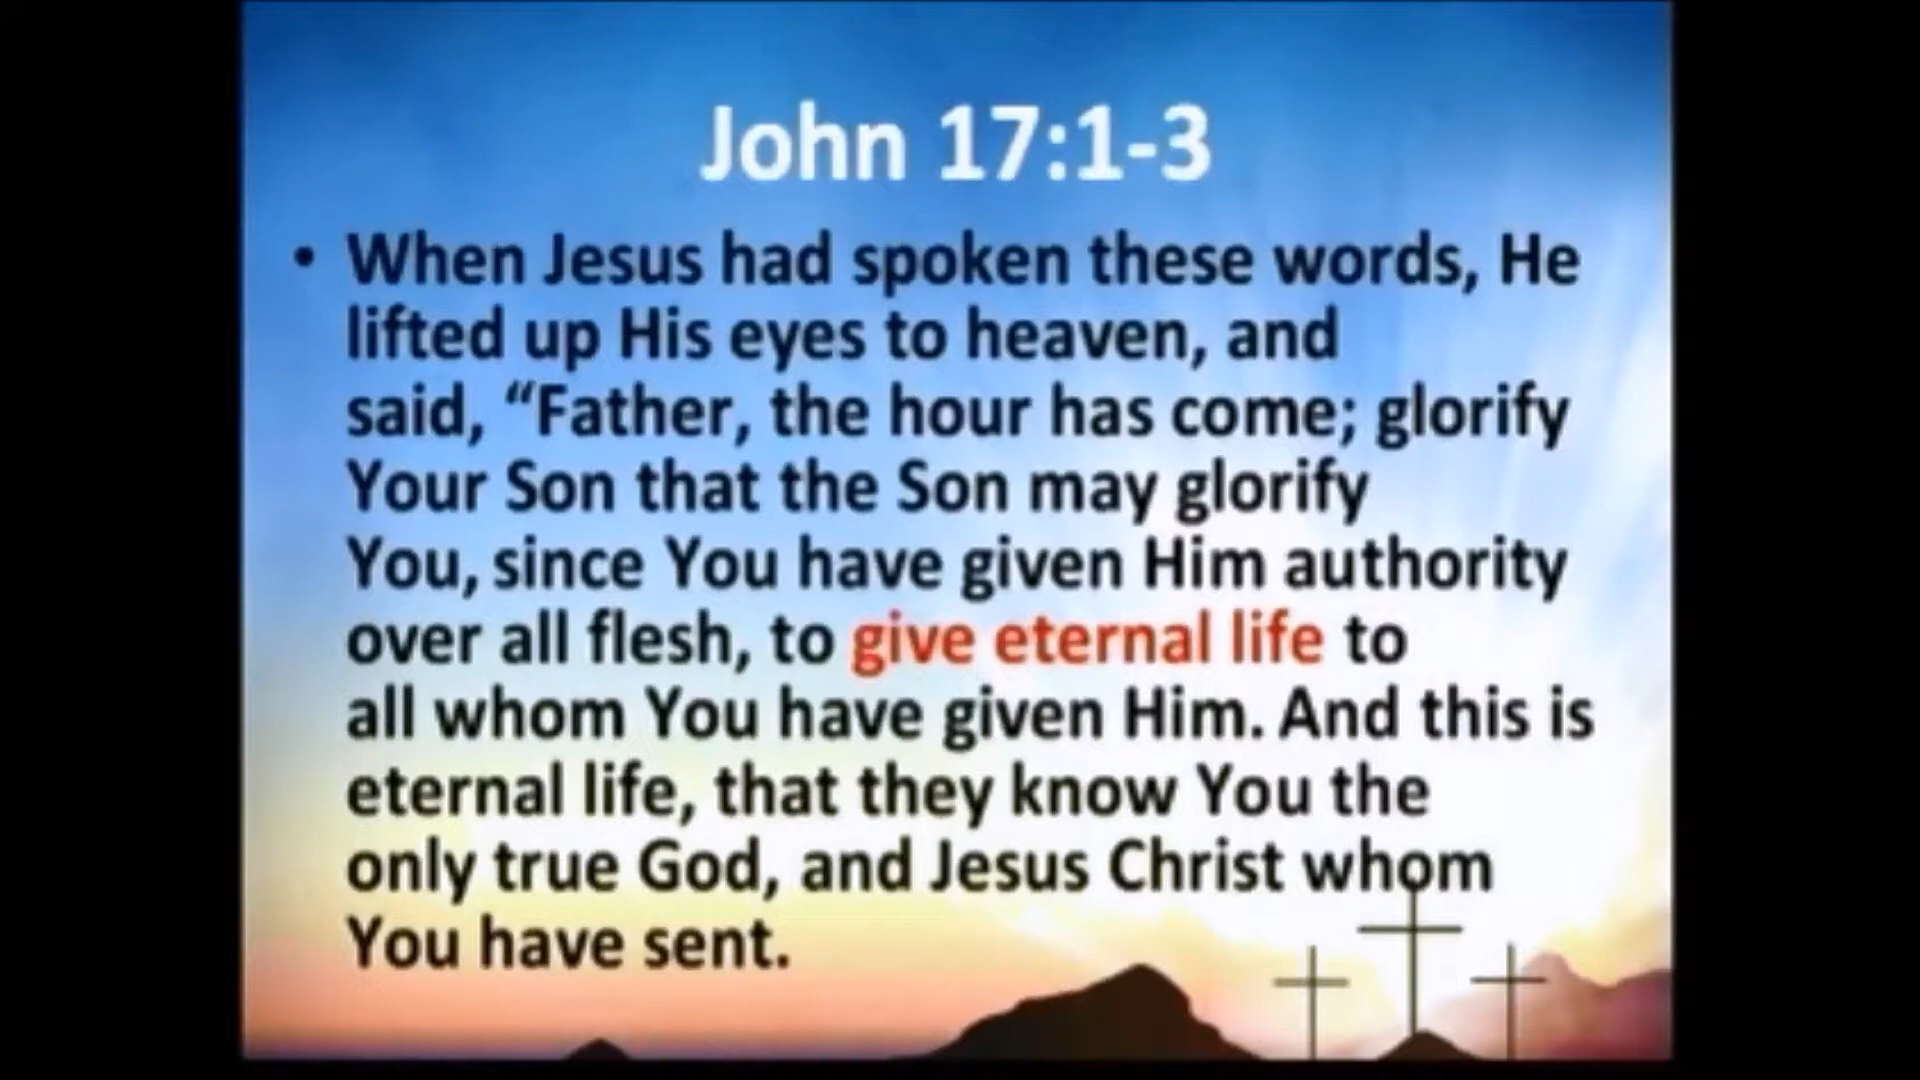 John 17:1-3
• When Jesus had spoken these words, He
lifted up His eyes to heaven, and
said, “Father, the hour has come; glorify
Your Son that the Son may glorify
You, since You have given Him authority
over all flesh, to give eternal life to
all whom You have given Him. And this is
eternal life, that they know You the
only true God, and Jesus Christ whom
You have sent.